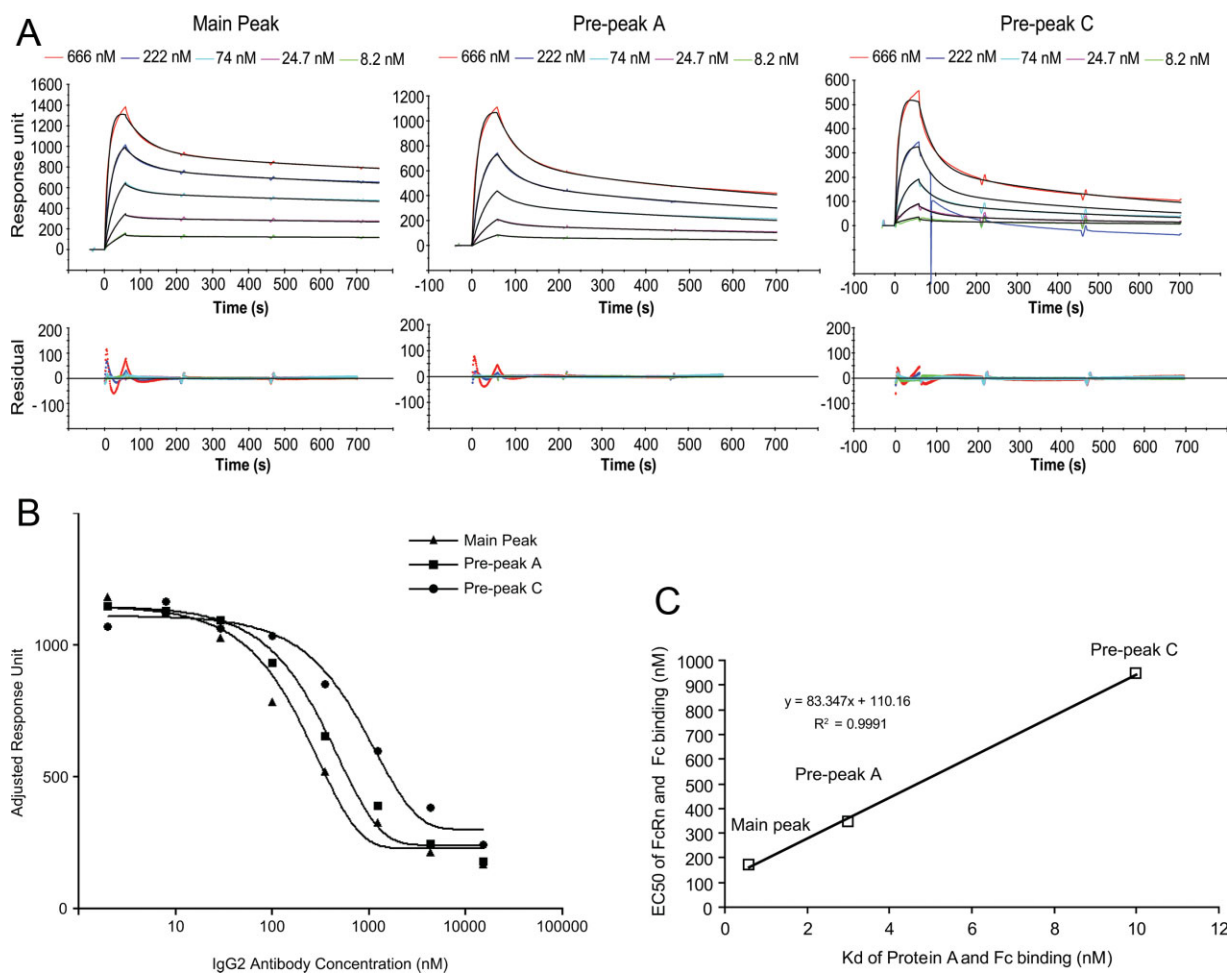 A
Main Peak
Pre-peak A
Pre-peak C
666 nM 222 nM 74 nM 24.7 nM 8.2 nM
666 nM 222 nM 74 nM 24.7 nM 8.2 nM
666 nM 222 nM 74 nM 24.7 nM 8.2 nM
Response unit
1600
1400
1200
1000
800
600
400
200
0
0 100 200 300 400 500 600 700
Time (s)
1200
1000
800
600
400
200
0
-100 0 100 200 300 400 500 600 700
Time (s)
600
500
400
300
200
100
0
-100 0 100 200 300 400 500 600 700
Time (s)
Residual
200
100
0
-100
0 100 200 300 400 500 600 700
Time (s)
200
100
0
-100
0 100 200 300 400 500 600 700
Time (s)
200
100
0
-100
-100 0 100 200 300 400 500 600 700
Time (s)
B
Main Peak
Pre-peak A
Pre-peak C
Adjusted Response Unit
1000
500
0
10 100 1000 10000 100000
IgG2 Antibody Concentration (nM)
C
EC50 of FcRn and Fc binding (nM)
1000
900
800
700
600
500
400
300
200
100
0
y = 83.347x + 110.16
R² = 0.9991
Main peak
Pre-peak A
Pre-peak C
0 2 4 6 8 10 12
Kd of Protein A and Fc binding (nM)